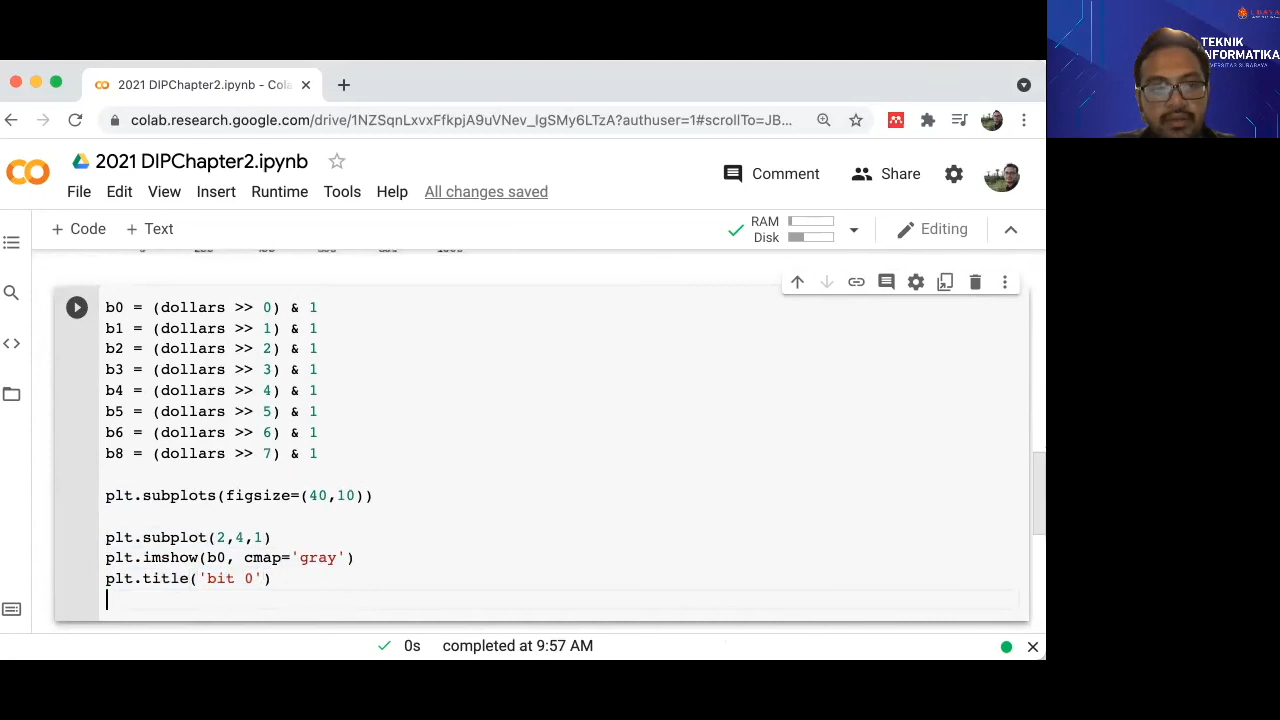 2021 DIPChapter2.ipynb - Cola
colab.research.google.com/drive/1NZSqnLxvxFfkpjA9uVNev_IgSMy6LTzA?authuser=1#scrollTo=JB...
CO
2021 DIPChapter2.ipynb
Comment
Share
File Edit View Insert Runtime Tools Help All changes saved
+ Code + Text
RAM
Disk
Editing
b0 = (dollars >> 0) & 1
b1 = (dollars >> 1) & 1
b2 = (dollars >> 2) & 1
b3 = (dollars >> 3) & 1
b4 = (dollars >> 4) & 1
b5 = (dollars >> 5) & 1
b6 = (dollars >> 6) & 1
b8 = (dollars >> 7) & 1
plt.subplots(figsize=(40,10))
plt.subplot(2,4,1)
plt.imshow(b0, cmap='gray')
plt.title('bit 0')
0s completed at 9:57 AM
TEKNIK
INFORMATIKA